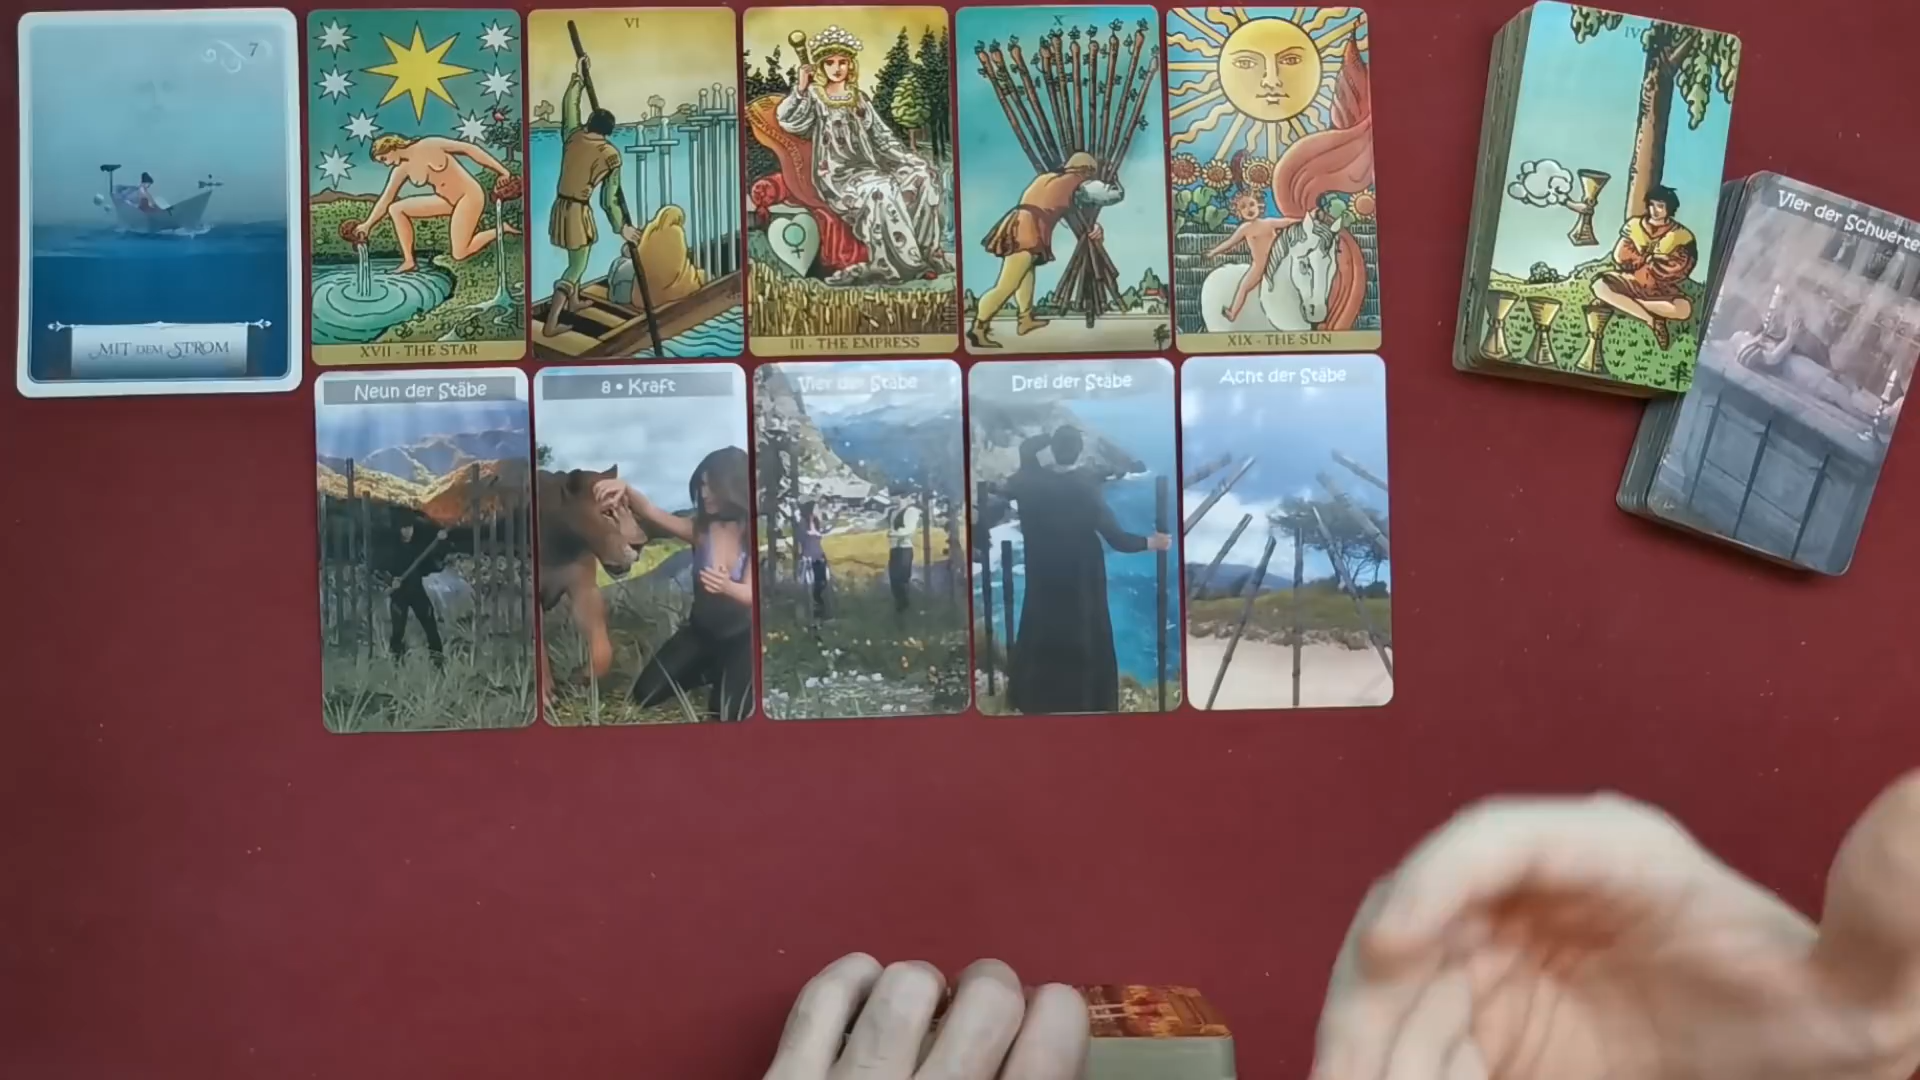 7
MIT DEM STROM
XVII - THE STAR
VI
III - THE EMPRESS
X
XIX - THE SUN
IV
Vier der Schwerte
Neun der Stäbe
8 • Kraft
Vier der Stäbe
Drei der Stäbe
Acht der Stäbe